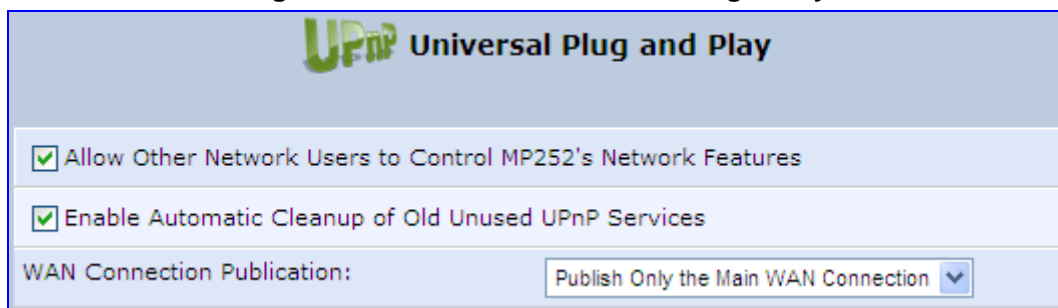 UPnP Universal Plug and Play
Allow Other Network Users to Control MP252's Network Features
Enable Automatic Cleanup of Old Unused UPnP Services
WAN Connection Publication: Publish Only the Main WAN Connection